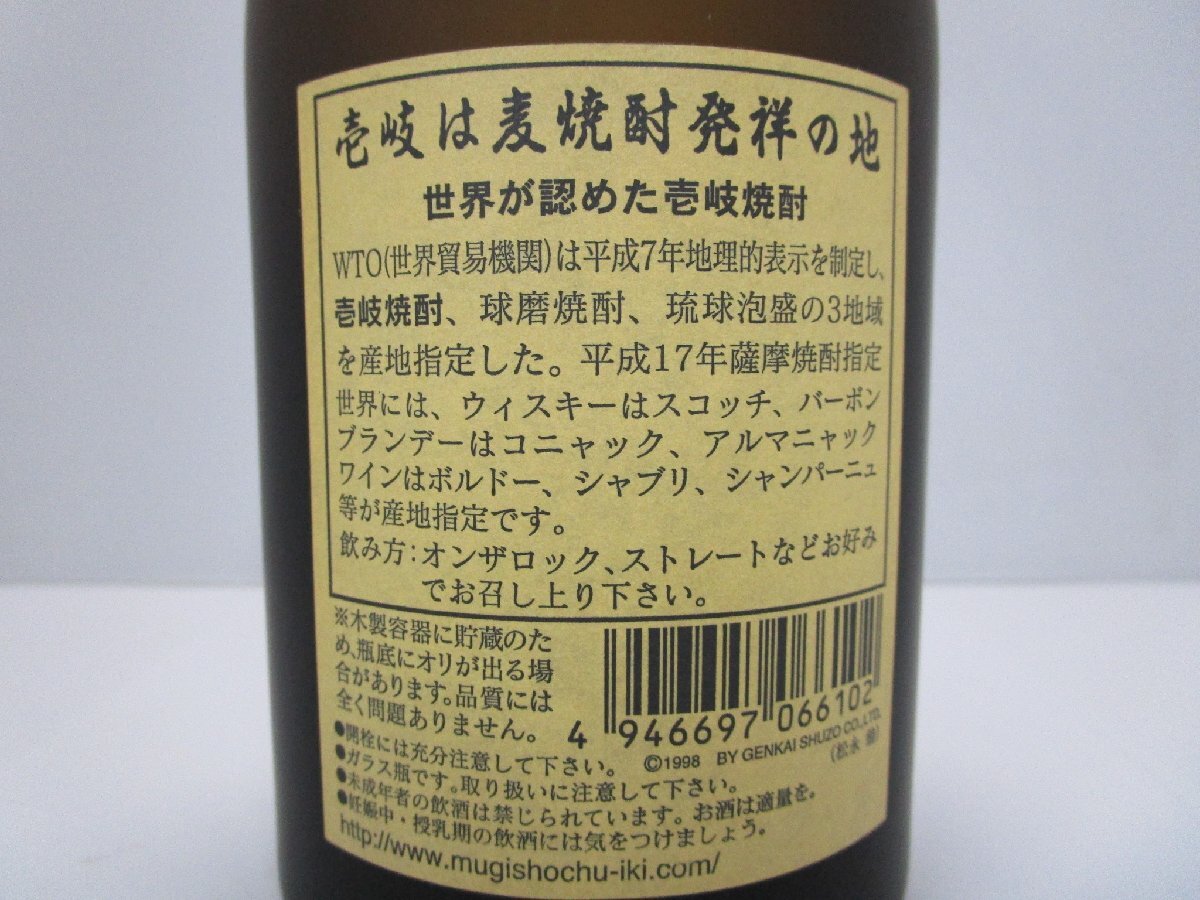 壱岐は麦焼酎発祥の地
世界が認めた壱岐焼酎
WTO(世界貿易機関)は平成7年地理的表示を制定し、
壱岐焼酎、球磨焼酎、琉球泡盛の3地域
を産地指定した。平成17年薩摩焼酎指定
世界には、ウィスキーはスコッチ、バーボン
ブランデーはコニャック、アルマニャック
ワインはボルドー、シャブリ、シャンパーニュ
等が産地指定です。
飲み方:オンザロック、ストレートなどお好み
でお召し上り下さい。
※木製容器に貯蔵のた
め、瓶底にオリが出る場
合があります。品質には
全く問題ありません。
4 946697 066102
©1998 BY GENKAI SHUZO CO.,LTD.
(松永
●開栓には充分注意して下さい。
●ガラス瓶です。取り扱いに注意して下さい。
●未成年者の飲酒は禁じられています。お酒は適量を。
●妊娠中・授乳期の飲酒には気をつけましょう。
http://www.mugishochu-iki.com/